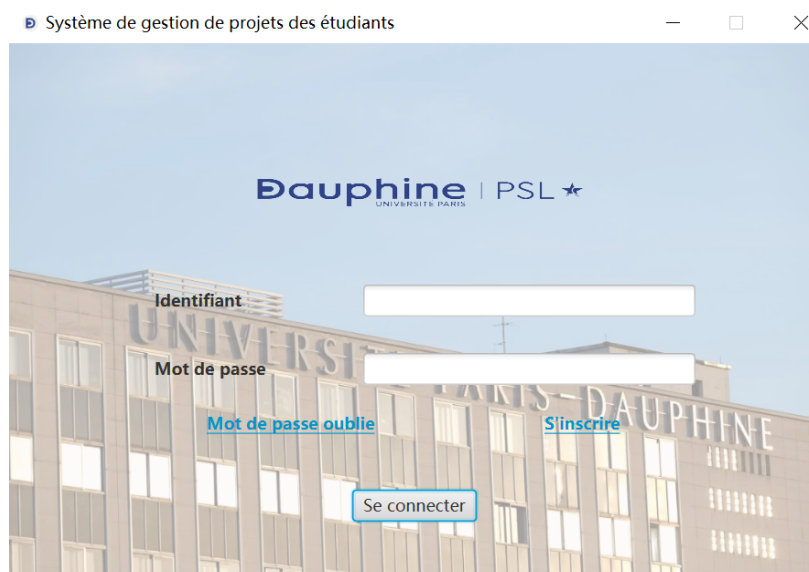 Système de gestion de projets des étudiants
Dauphine | PSL
UNIVERSITÉ PARIS
Identifiant
UNIVERSITE PARIS-DAUPHINE
Mot de passe
Mot de passe oublie
S'inscrire
Se connecter